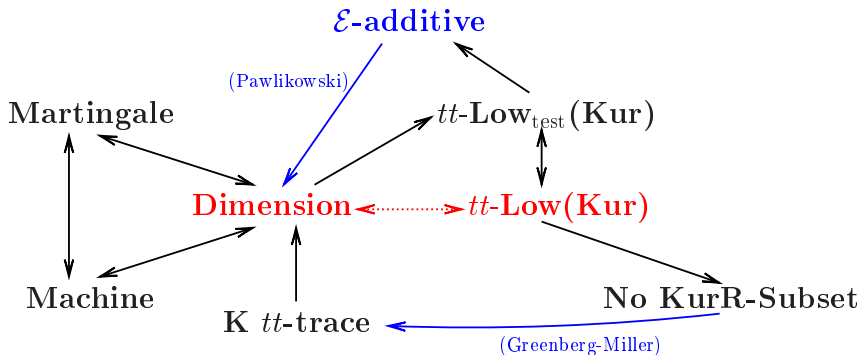 ℰ-additive
(Pawlikowski)
Martingale
tt-Low_test(Kur)
Dimension
tt-Low(Kur)
Machine
No KurR-Subset
K tt-trace
(Greenberg-Miller)